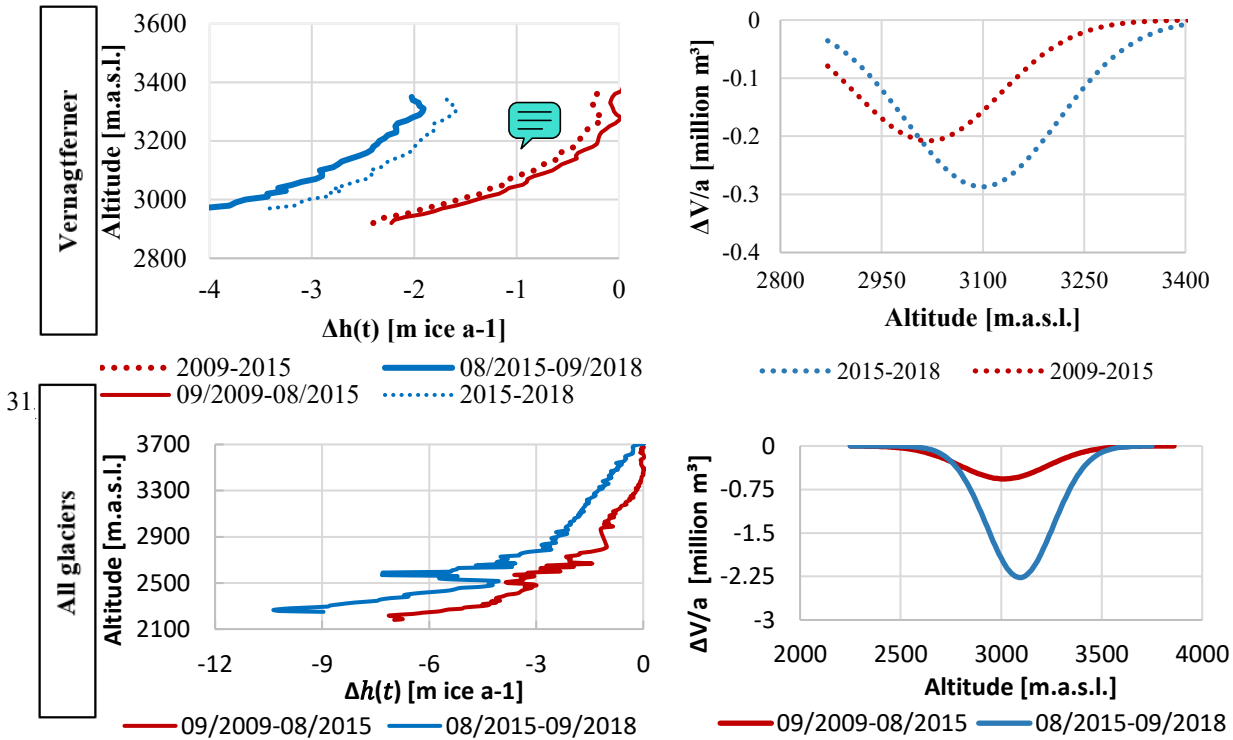 Vernagtferner
Altitude [m.a.s.l.]
3600
3400
3200
3000
2800
-4 -3 -2 -1 0
Δh(t) [m ice a-1]
2009-2015 08/2015-09/2018
09/2009-08/2015 2015-2018
ΔV/a [million m³]
-0
-0.1
-0.2
-0.3
-0.4
2800 2950 3100 3250 3400
Altitude [m.a.s.l.]
2015-2018 2009-2015
31.
All glaciers
Altitude [m.a.s.l.]
3700
3300
2900
2500
2100
-12 -9 -6 -3 0
Δh(t) [m ice a-1]
09/2009-08/2015 08/2015-09/2018
ΔV/a [million m³]
0
-0.75
-1.5
-2.25
-3
2000 2500 3000 3500 4000
Altitude [m.a.s.l.]
09/2009-08/2015 08/2015-09/2018